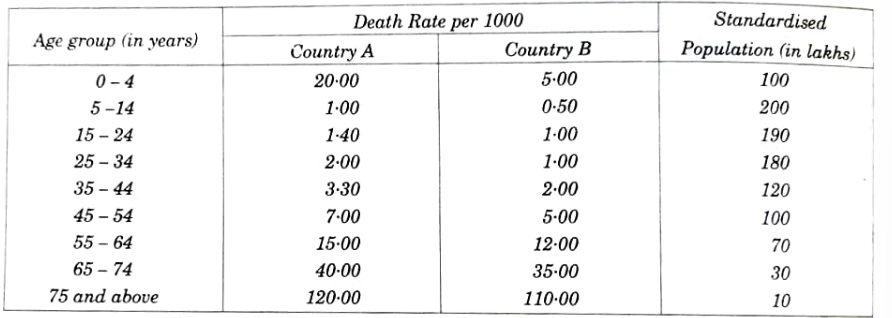 Age group (in years) Death Rate per 1000 Standardised
Country A Country B Population (in lakhs)
0 – 4 20·00 5·00 100
5 –14 1·00 0·50 200
15 – 24 1·40 1·00 190
25 – 34 2·00 1·00 180
35 – 44 3·30 2·00 120
45 – 54 7·00 5·00 100
55 – 64 15·00 12·00 70
65 – 74 40·00 35·00 30
75 and above 120·00 110·00 10